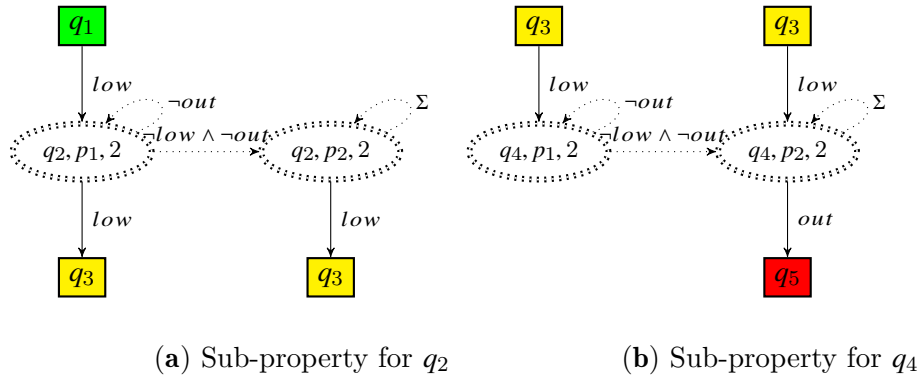 q₁ q₃ q₃
low low low
¬out Σ ¬out Σ
¬low ∧ ¬out ¬low ∧ ¬out
q₂, p₁, 2 q₂, p₂, 2 q₄, p₁, 2 q₄, p₂, 2
low low out
q₃ q₃ q₅
(a) Sub-property for q₂ (b) Sub-property for q₄